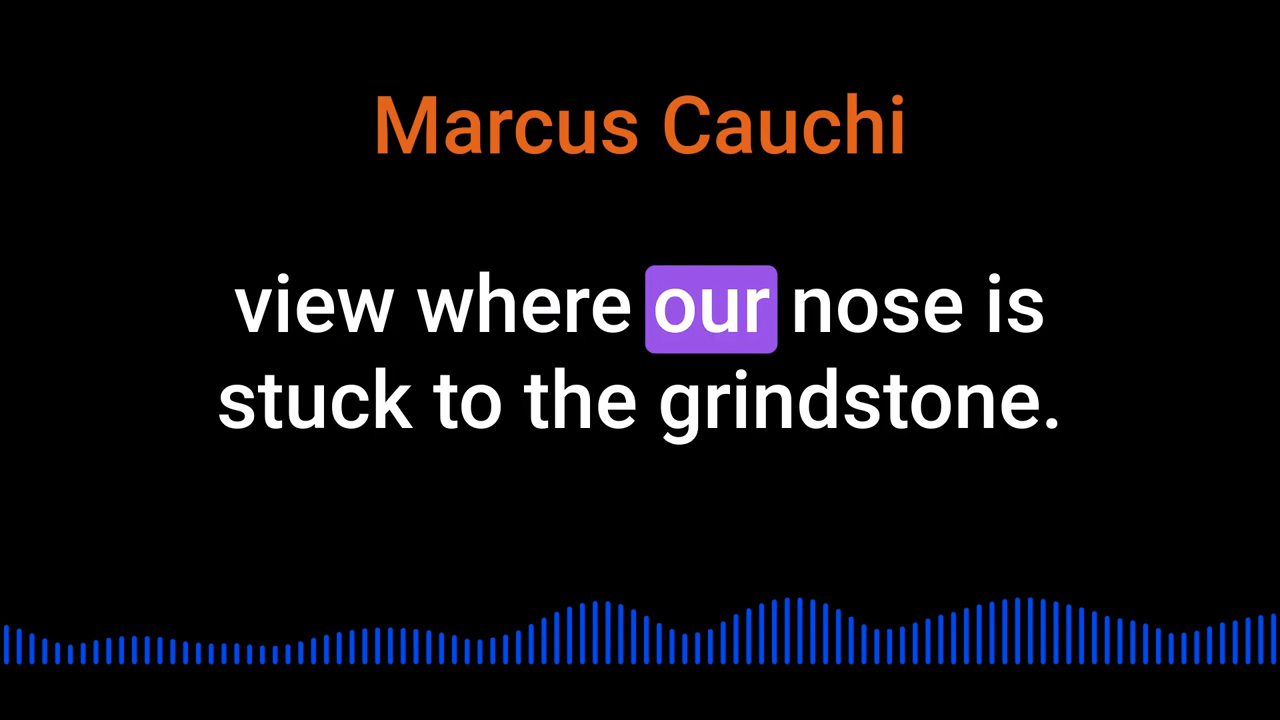 Marcus Cauchi
view where our nose is
stuck to the grindstone.